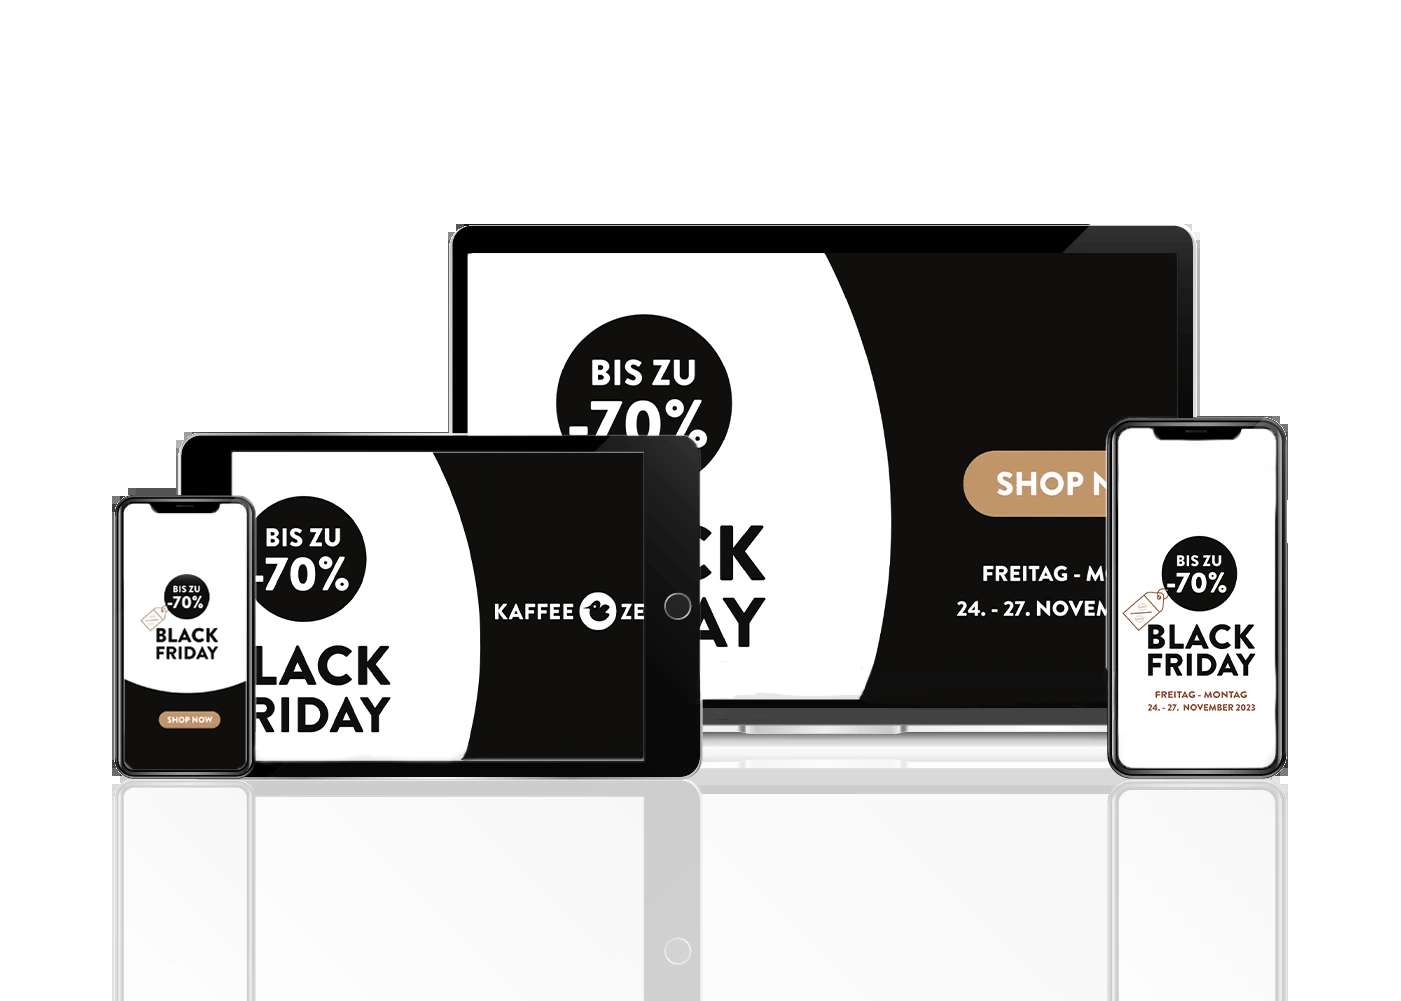 BIS ZU
-70%
CK
AY
SHOP N
FREITAG - MO
24. - 27. NOVEM
BIS ZU
-70%
LACK
RIDAY
KAFFEE ZE
BIS ZU
-70%
BLACK
FRIDAY
SHOP NOW
BIS ZU
-70%
BLACK
FRIDAY
FREITAG - MONTAG
24. - 27. NOVEMBER 2023